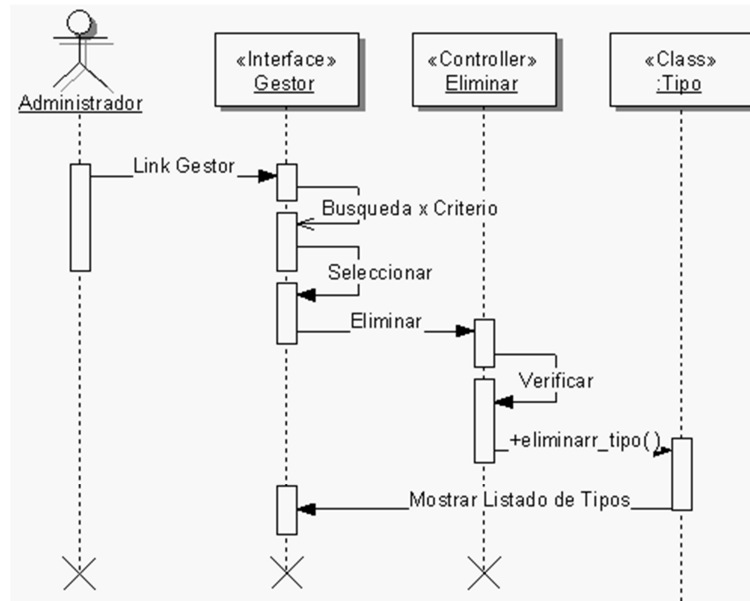 «Interface»
Gestor
«Controller»
Eliminar
«Class»
:Tipo
Administrador
Link Gestor
Busqueda x Criterio
Seleccionar
Eliminar
Verificar
+eliminarr_tipo()
Mostrar Listado de Tipos